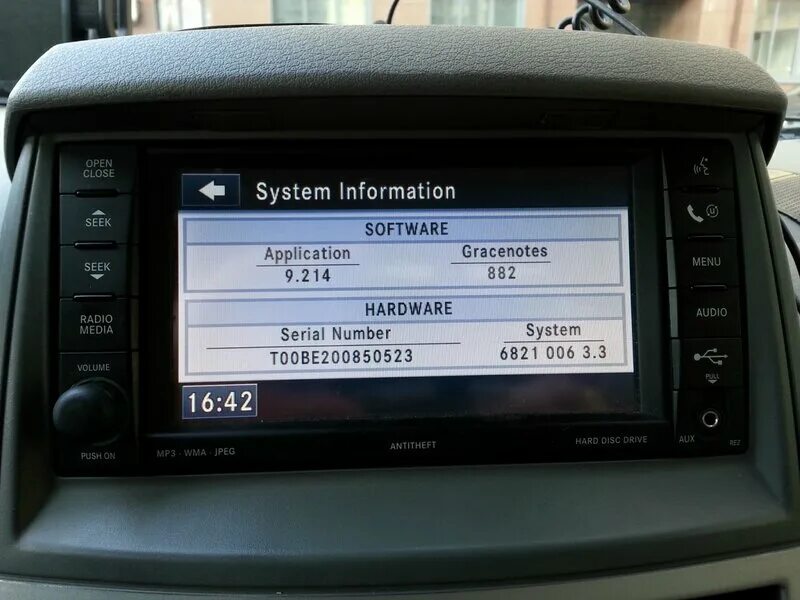 OPEN
CLOSE
SEEK
SEEK
RADIO
MEDIA
VOLUME
PUSH ON
System Information
SOFTWARE
Application
Gracenotes
9.214
882
HARDWARE
Serial Number
System
T00BE200850523
6821 006 3.3
16:42
MP3 · WMA · JPEG
ANTITHEFT
HARD DISC DRIVE
MENU
AUDIO
PULL
AUX
REZ